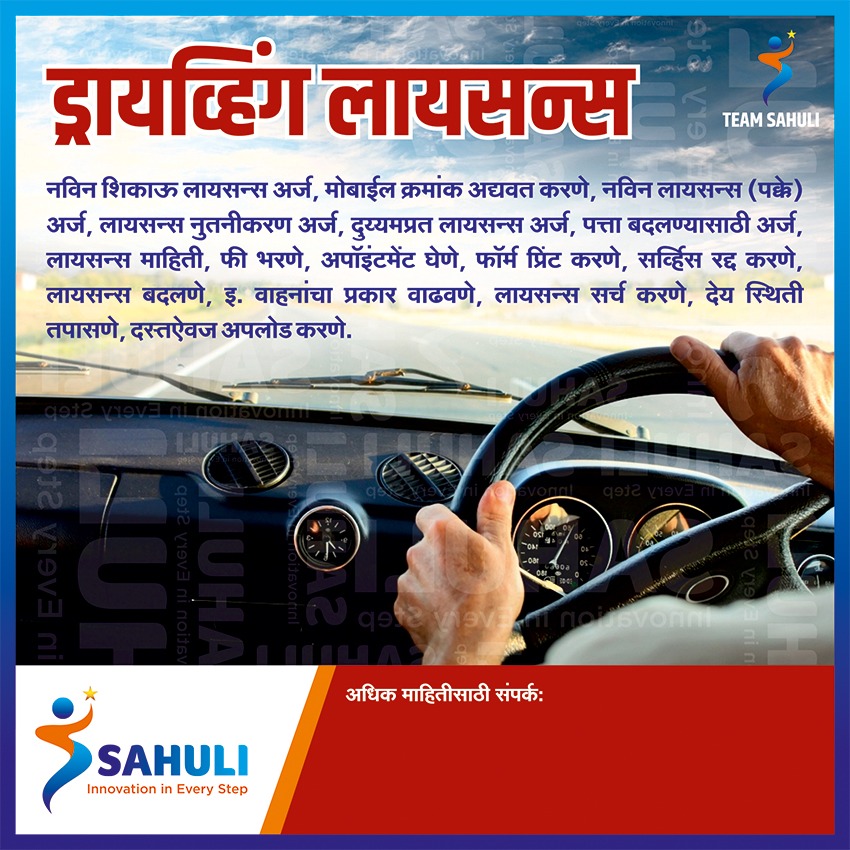 ड्रायव्हिंग लायसन्स
TEAM SAHULI
नविन शिकाऊ लायसन्स अर्ज, मोबाईल क्रमांक अद्यवत करणे, नविन लायसन्स (पक्के)
अर्ज, लायसन्स नुतनीकरण अर्ज, दुय्यमप्रत लायसन्स अर्ज, पत्ता बदलण्यासाठी अर्ज,
लायसन्स माहिती, फी भरणे, अपॉइंटमेंट घेणे, फॉर्म प्रिंट करणे, सर्व्हिस रद्द करणे,
लायसन्स बदलणे, इ. वाहनांचा प्रकार वाढवणे, लायसन्स सर्च करणे, देय स्थिती
तपासणे, दस्तऐवज अपलोड करणे.
अधिक माहितीसाठी संपर्क:
SAHULI
Innovation in Every Step